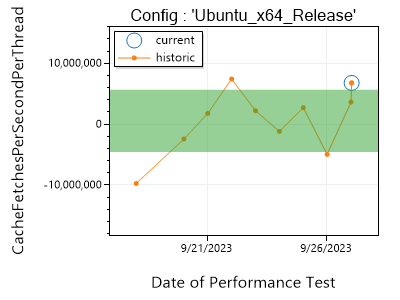 Config : 'Ubuntu_x64_Release'
current
historic
CacheFetchesPerSecondPerThread
10,000,000
0
-10,000,000
9/21/2023
9/26/2023
Date of Performance Test